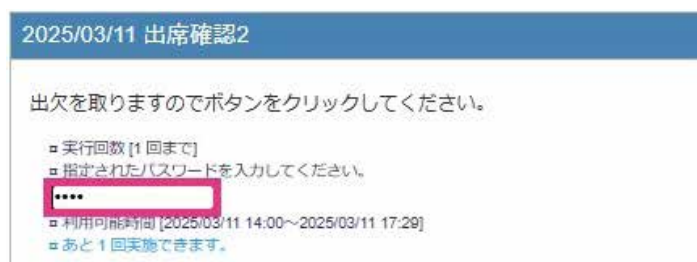 2025/03/11 出席確認2
出欠を取りますのでボタンをクリックしてください。
¤ 実行回数 [1 回まで]
¤ 指定されたパスワードを入力してください。
••••
¤ 利用可能時間 [2025/03/11 14:00～2025/03/11 17:29]
¤ あと 1 回実施できます。